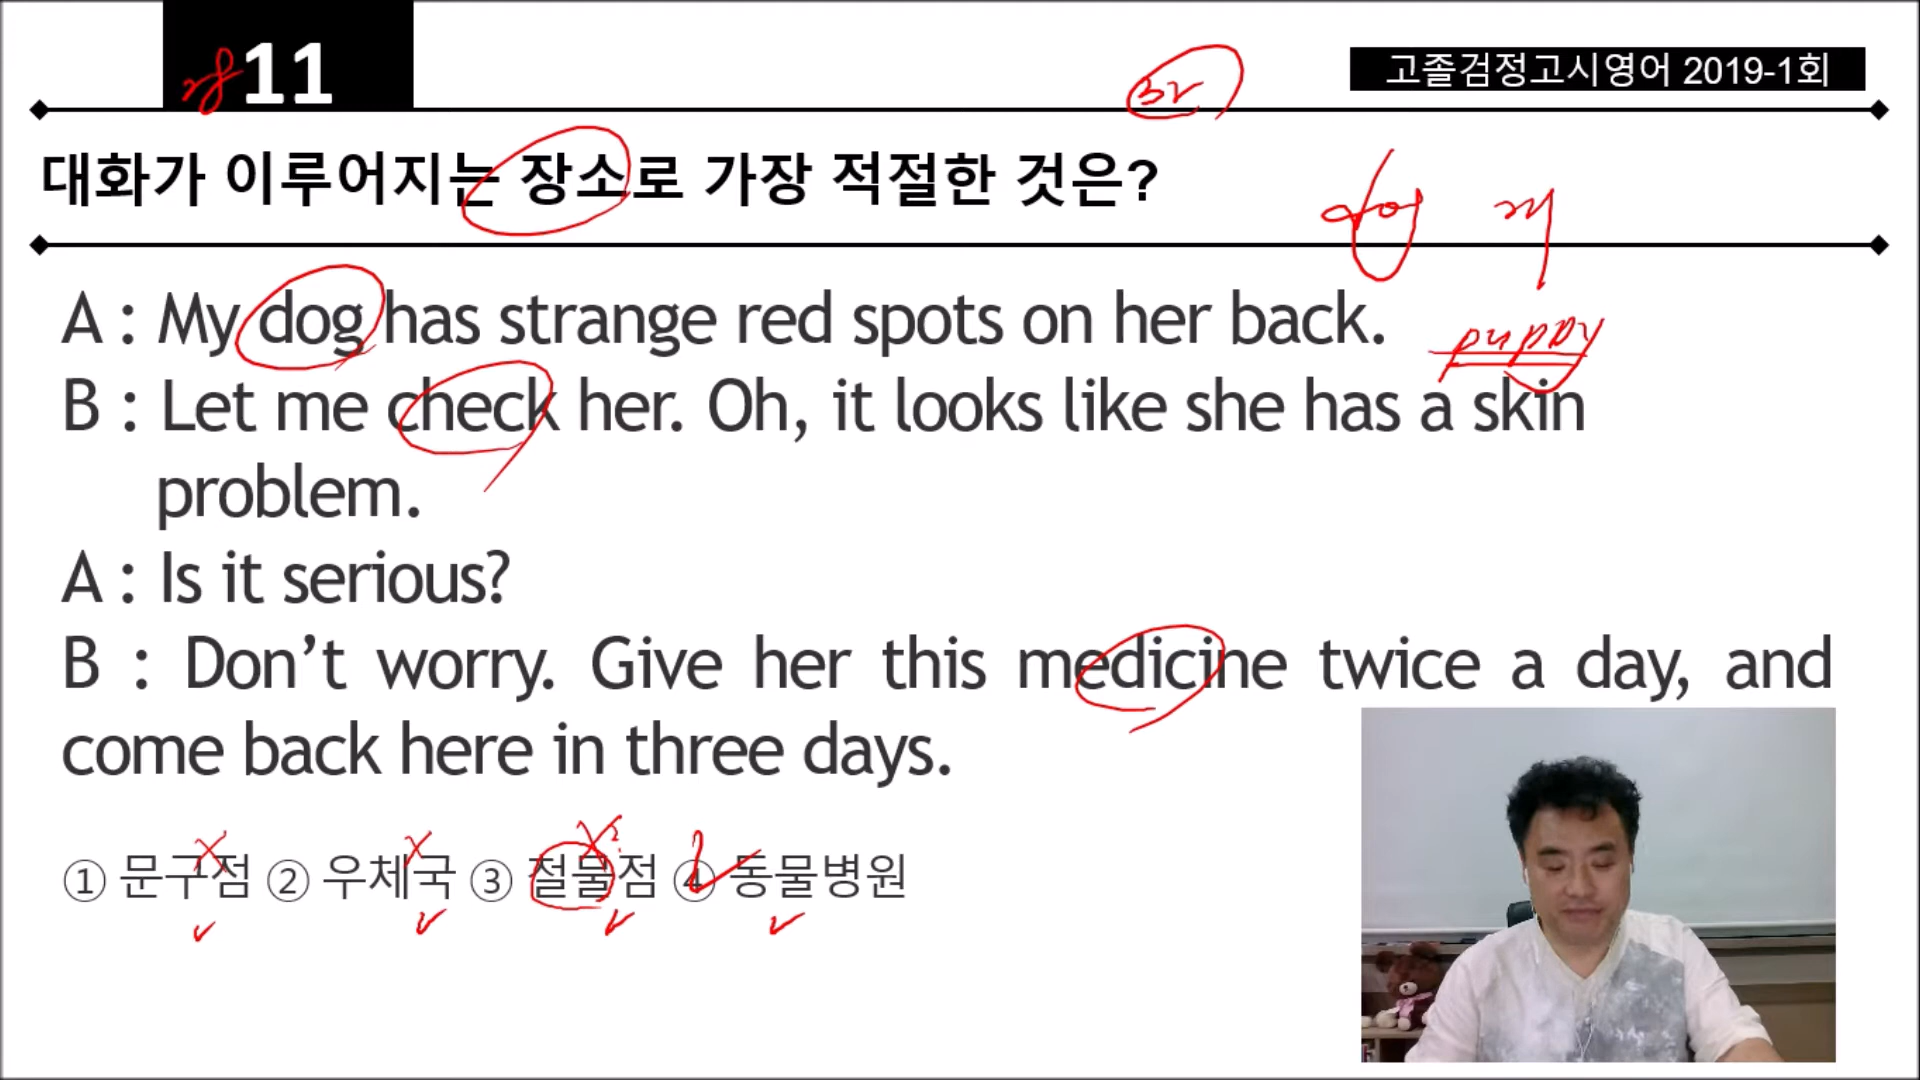 11
고졸검정고시영어 2019-1회
대화가 이루어지는 장소로 가장 적절한 것은?
dog 개
A : My dog has strange red spots on her back.
puppy
B : Let me check her. Oh, it looks like she has a skin
problem.
A : Is it serious?
B : Don’t worry. Give her this medicine twice a day, and
come back here in three days.
① 문구점 ② 우체국 ③ 철물점 ④ 동물병원